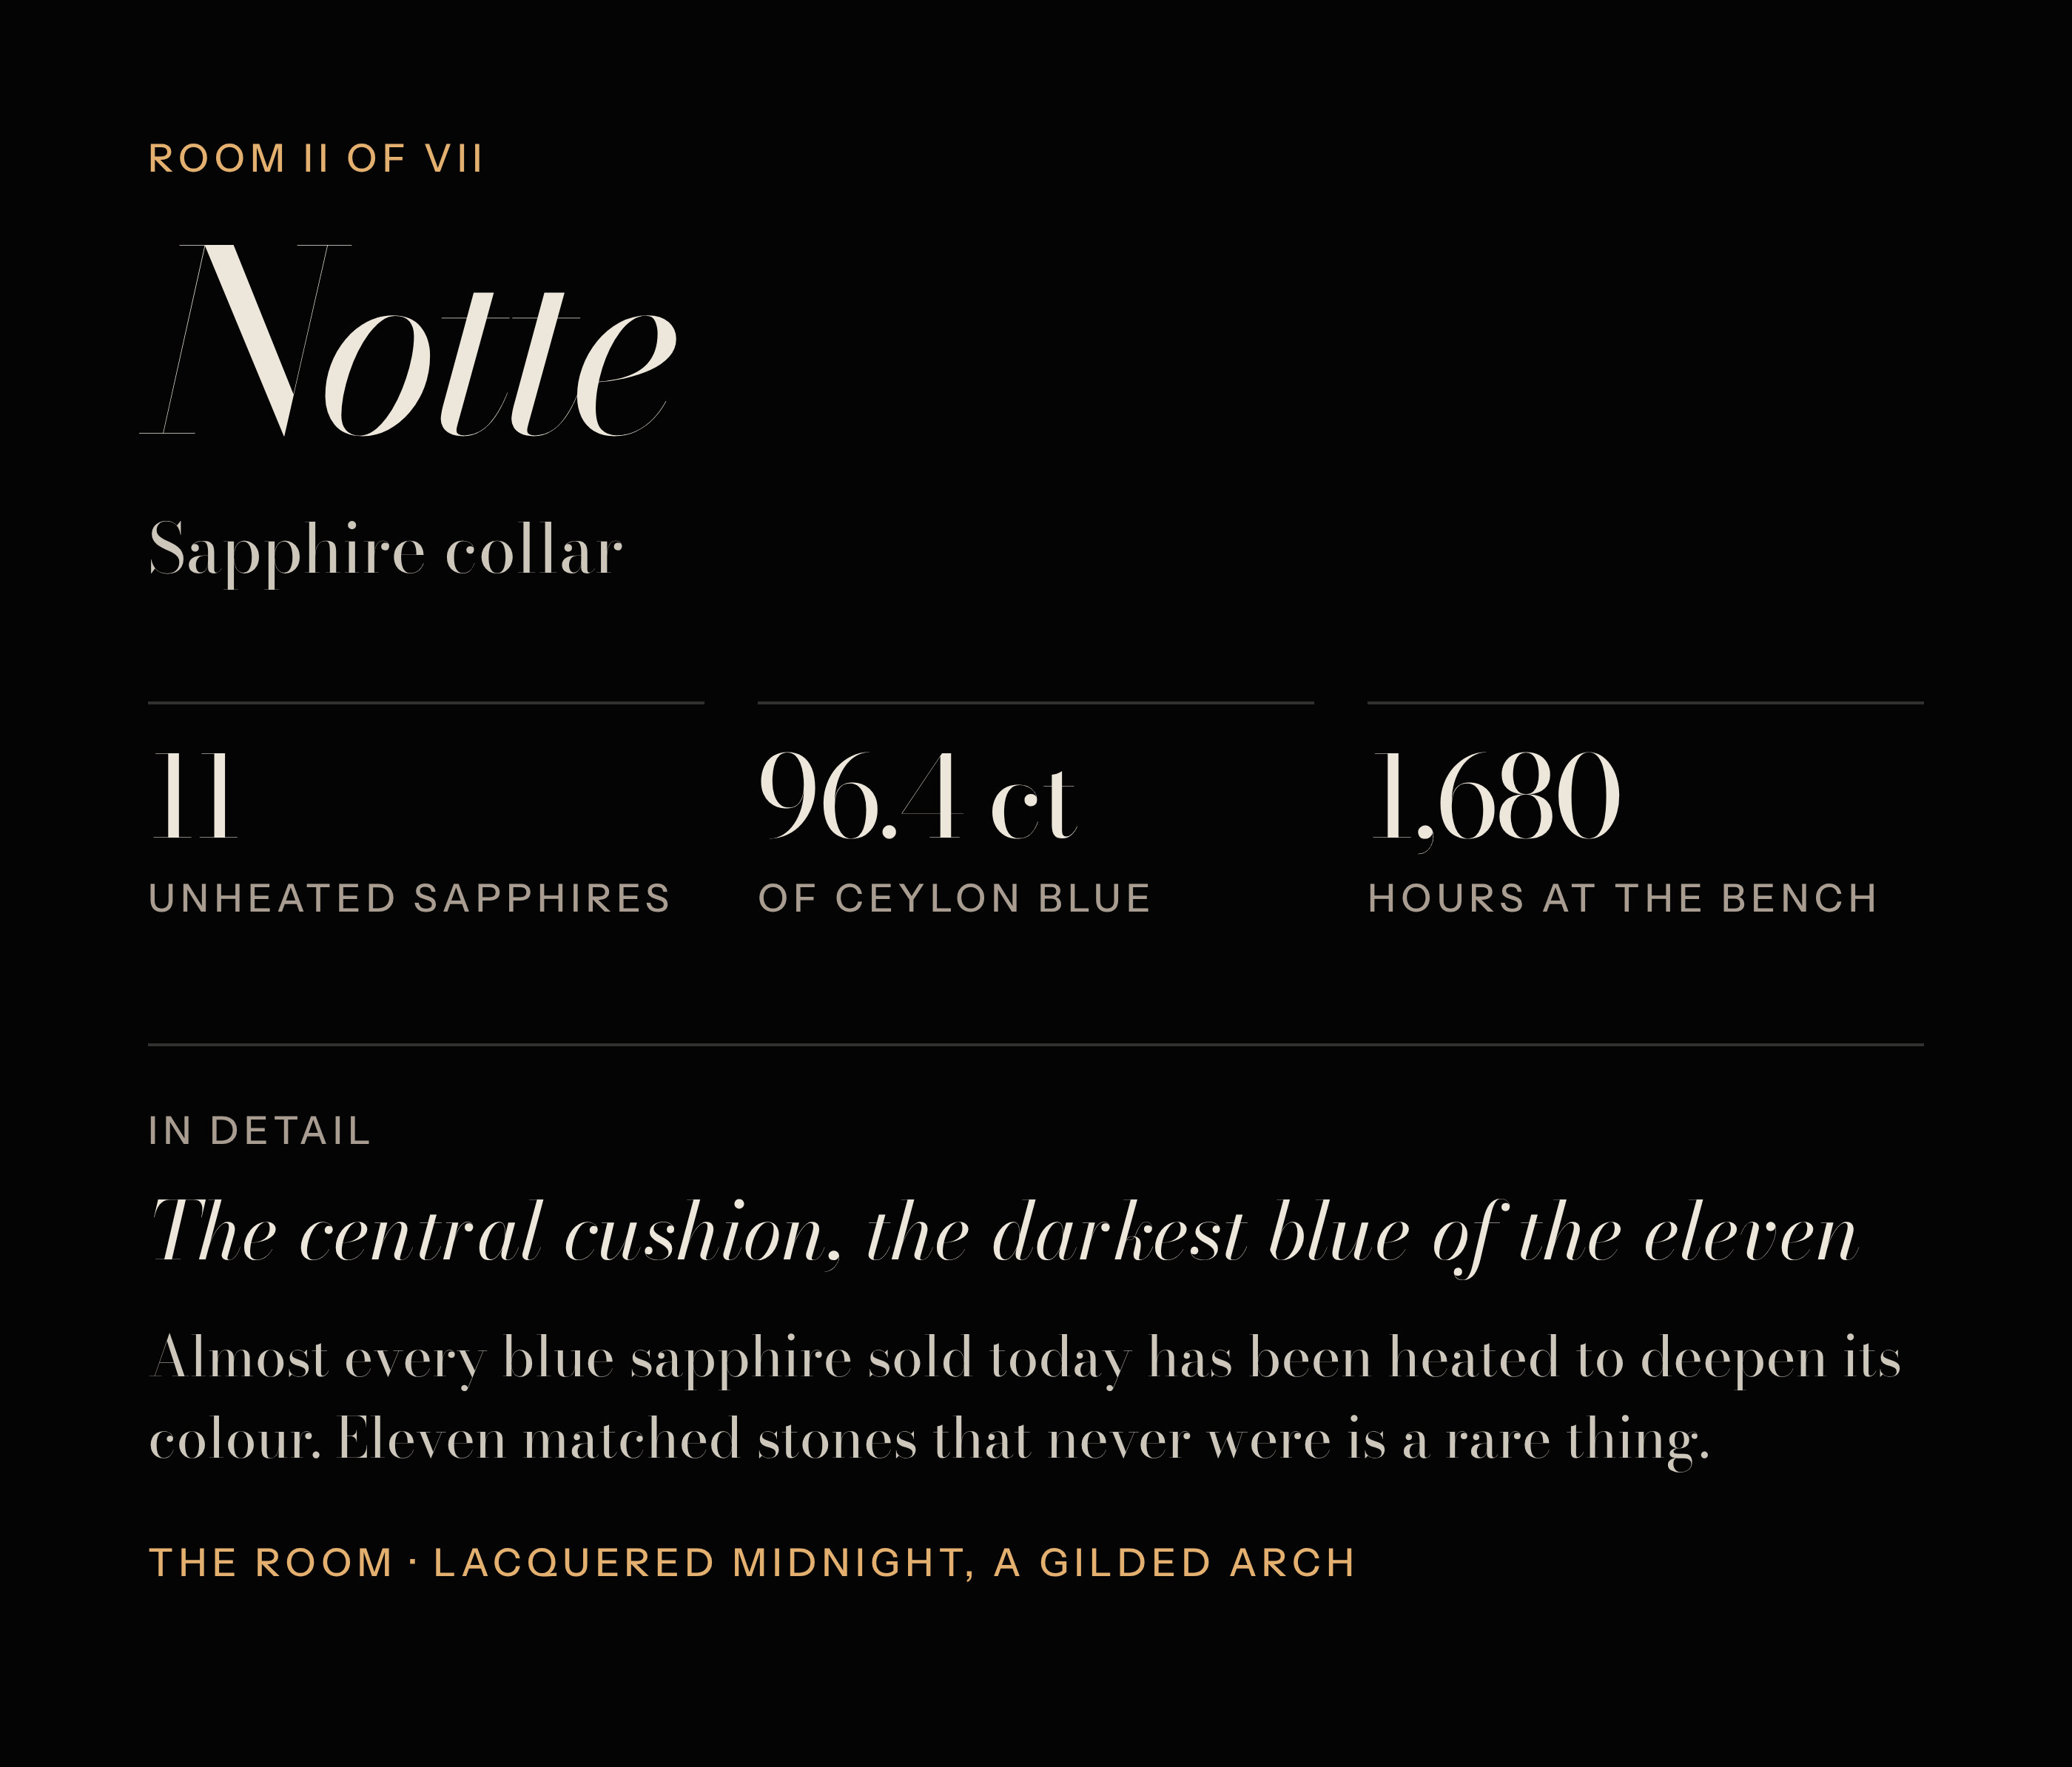 ROOM II OF VII
Notte
Sapphire collar
11
UNHEATED SAPPHIRES
96.4 ct
OF CEYLON BLUE
1,680
HOURS AT THE BENCH
IN DETAIL
The central cushion, the darkest blue of the eleven
Almost every blue sapphire sold today has been heated to deepen its
colour. Eleven matched stones that never were is a rare thing.
THE ROOM · LACQUERED MIDNIGHT, A GILDED ARCH